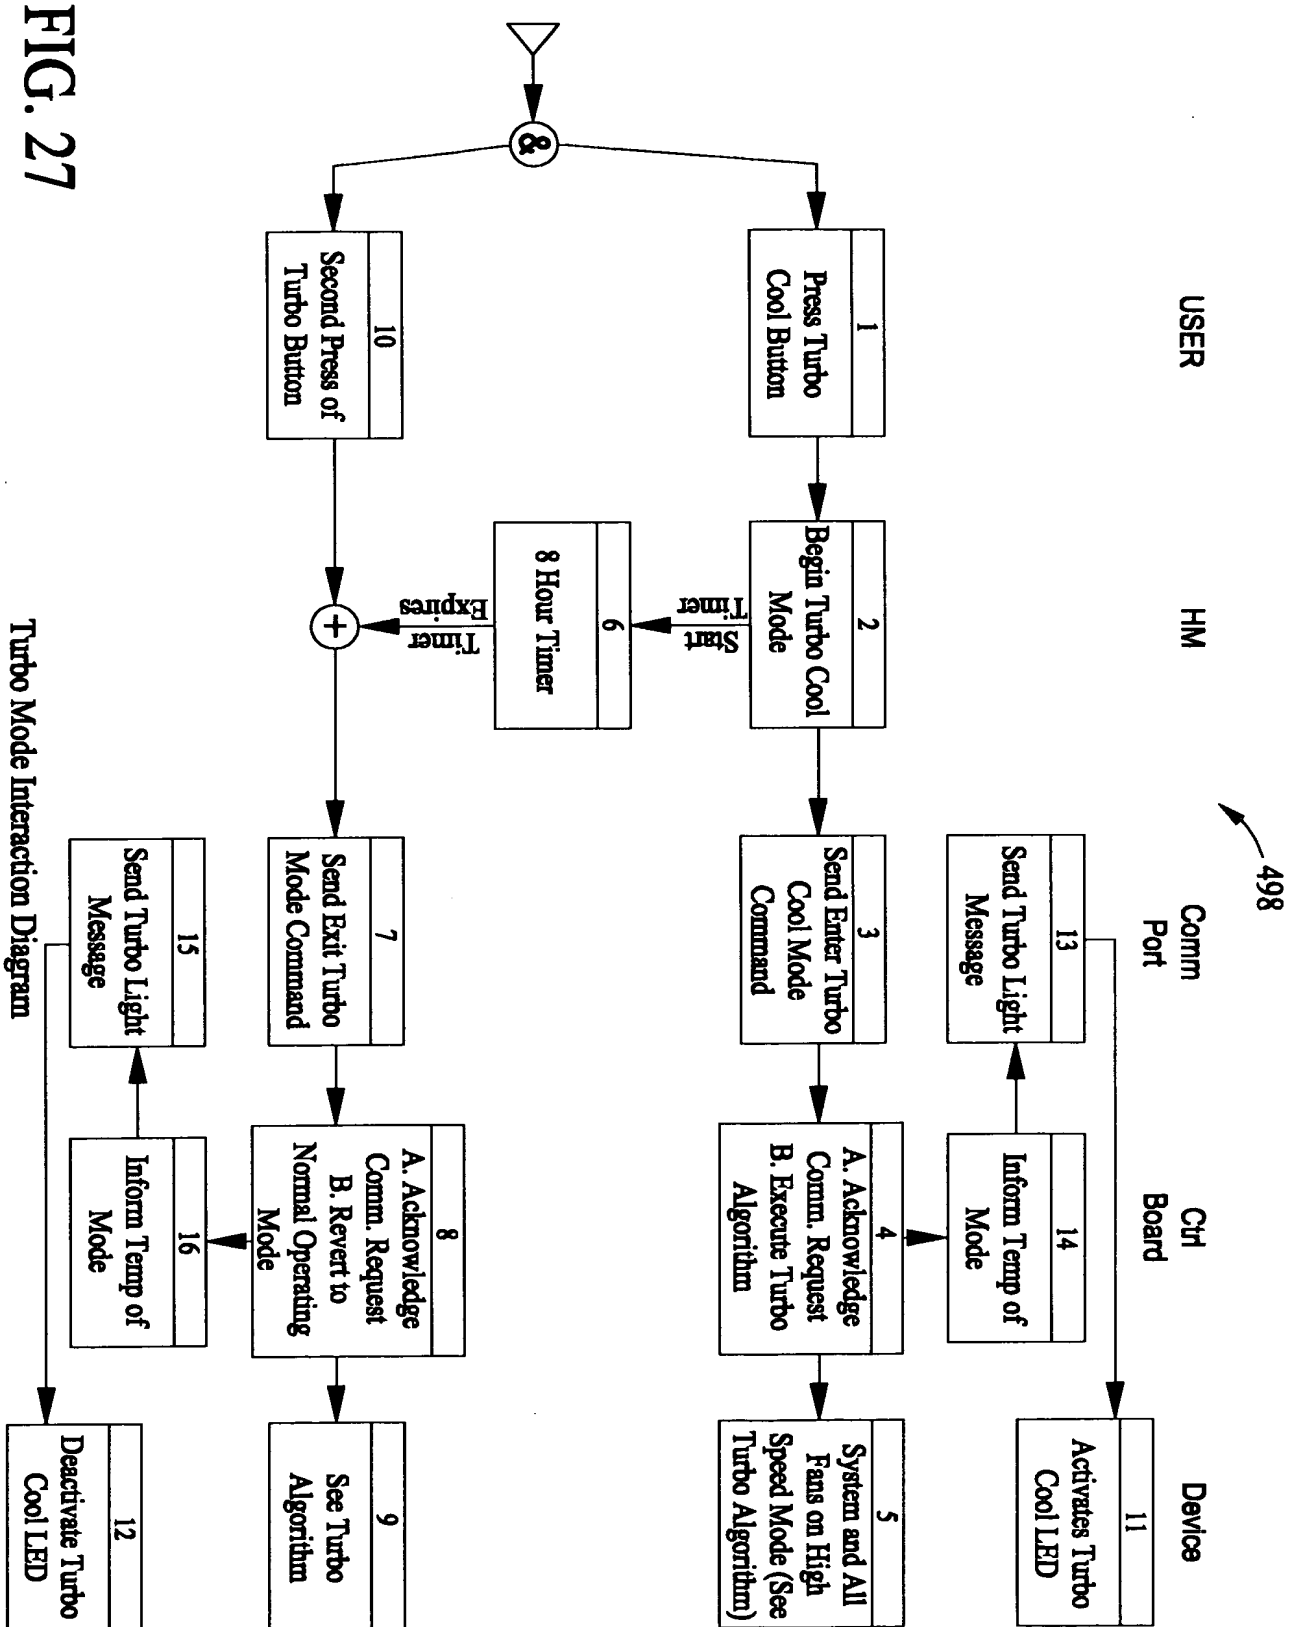 498
USER
HM
Comm
Port
Ctrl
Board
Device
13
Send Turbo Light
Message
14
Inform Temp of
Mode
11
Activates Turbo
Cool LED
1
Press Turbo
Cool Button
2
Begin Turbo Cool
Mode
3
Send Enter Turbo
Cool Mode
Command
4
A. Acknowledge
Comm. Request
B. Execute Turbo
Algorithm
5
System and All
Fans on High
Speed Mode (See
Turbo Algorithm)
Start
Timer
6
8 Hour Timer
Timer
Expires
&
+
10
Second Press of
Turbo Button
7
Send Exit Turbo
Mode Command
8
A. Acknowledge
Comm. Request
B. Revert to
Normal Operating
Mode
9
See Turbo
Algorithm
15
Send Turbo Light
Message
16
Inform Temp of
Mode
12
Deactivate Turbo
Cool LED
Turbo Mode Interaction Diagram
FIG. 27